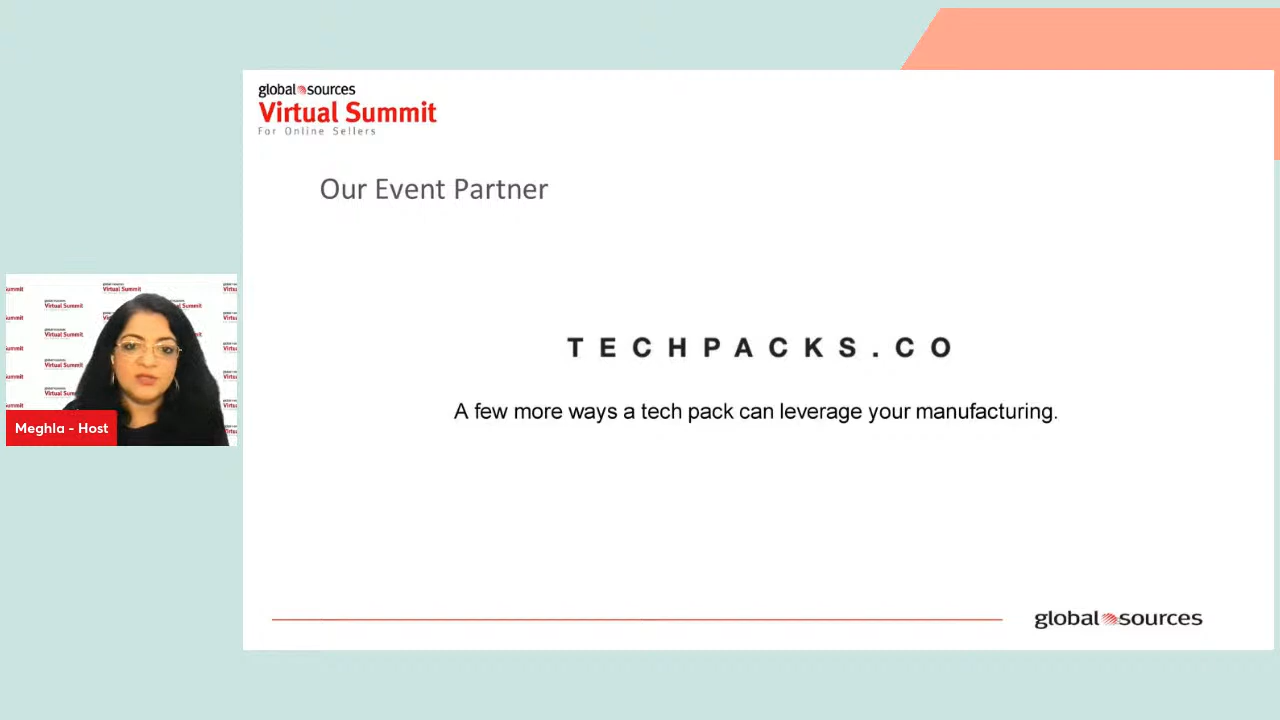 global sources
Virtual Summit
For Online Sellers
Our Event Partner
TECHPACKS.CO
A few more ways a tech pack can leverage your manufacturing.
Meghla - Host
global sources